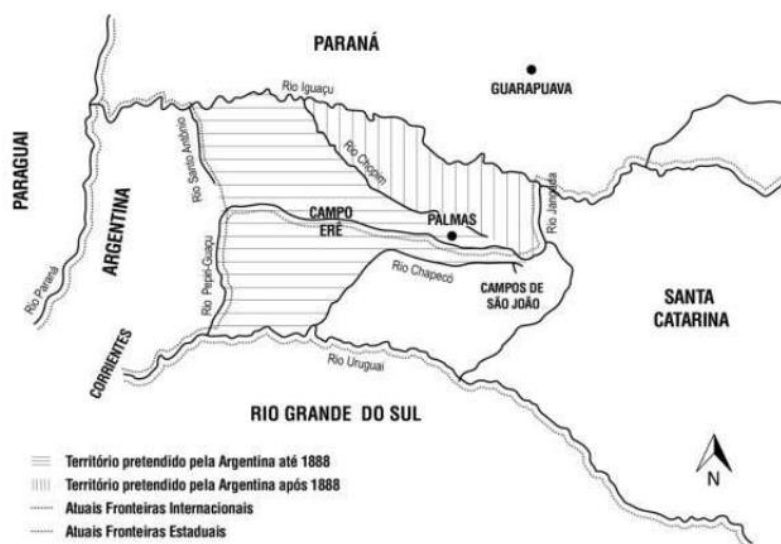 PARANÁ
GUARAPUAVA
Rio Iguaçu
PARAGUAI
Rio Santo Antônio
Rio Chopim
ARGENTINA
CAMPO
ERÊ
PALMAS
Rio Jangada
Rio Paraná
Rio Pepiri-Guaçu
Rio Chapecó
CAMPOS DE
SÃO JOÃO
SANTA
CATARINA
CORRIENTES
Rio Uruguai
RIO GRANDE DO SUL
N
Território pretendido pela Argentina até 1888
Território pretendido pela Argentina após 1888
Atuais Fronteiras Internacionais
Atuais Fronteiras Estaduais